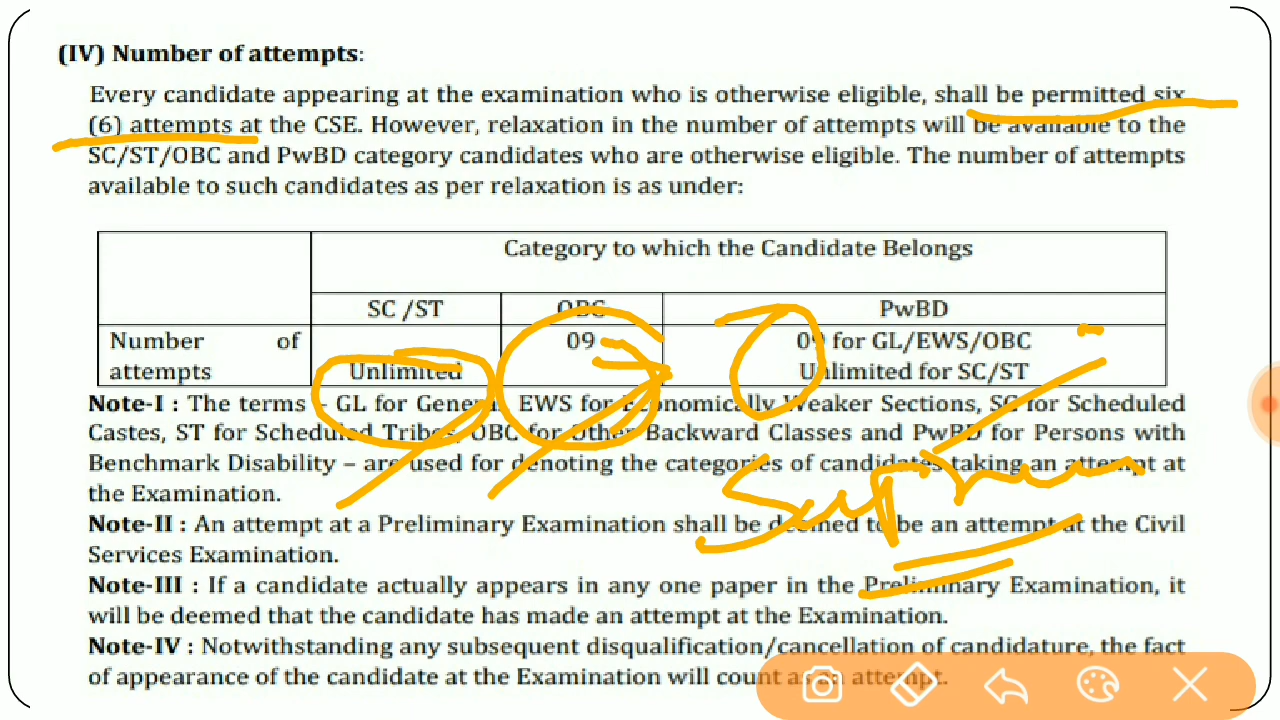 (IV) Number of attempts:
Every candidate appearing at the examination who is otherwise eligible, shall be permitted six
(6) attempts at the CSE. However, relaxation in the number of attempts will be available to the
SC/ST/OBC and PwBD category candidates who are otherwise eligible. The number of attempts
available to such candidates as per relaxation is as under:
Category to which the Candidate Belongs
SC /ST OBC PwBD
Number of 09 09 for GL/EWS/OBC
attempts Unlimited Unlimited for SC/ST
Note-I : The terms - GL for General, EWS for Economically Weaker Sections, SC for Scheduled
Castes, ST for Scheduled Tribes, OBC for Other Backward Classes and PwBD for Persons with
Benchmark Disability – are used for denoting the categories of candidates taking an attempt at
the Examination.
Note-II : An attempt at a Preliminary Examination shall be deemed to be an attempt at the Civil
Services Examination.
Note-III : If a candidate actually appears in any one paper in the Preliminary Examination, it
will be deemed that the candidate has made an attempt at the Examination.
Note-IV : Notwithstanding any subsequent disqualification/cancellation of candidature, the fact
of appearance of the candidate at the Examination will count as an attempt.